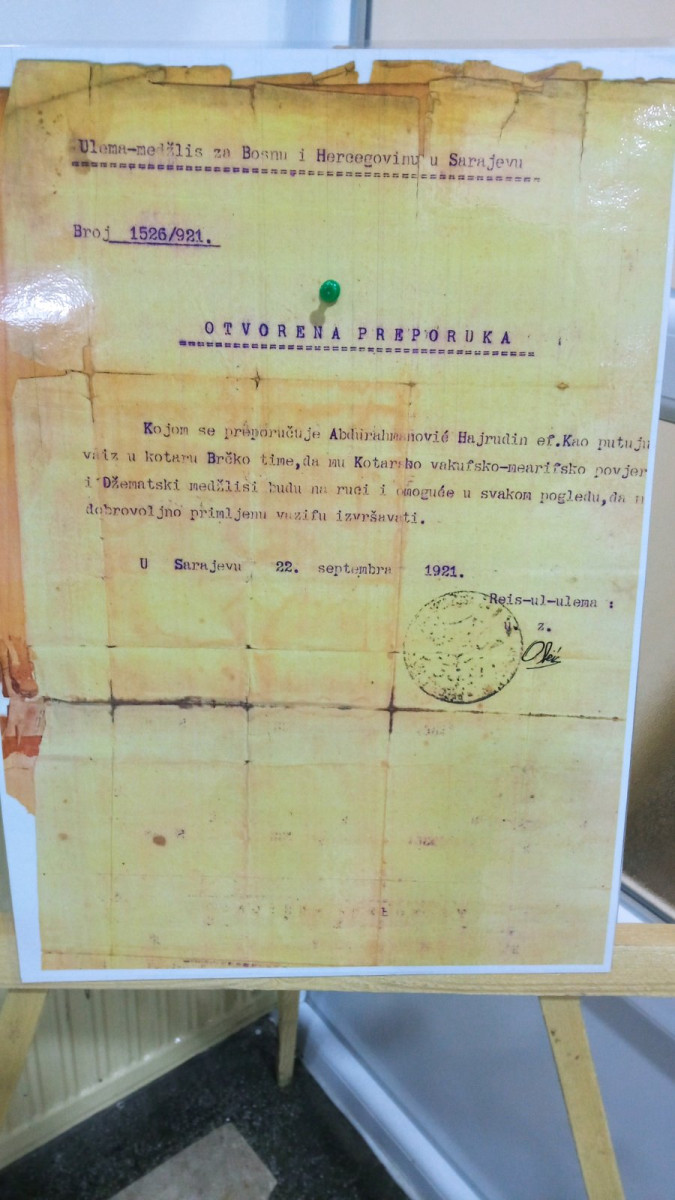 Ulema-medžlis za Bosnu i Hercegovinu u Sarajevu
Broj 1526/921.
OTVORENA PREPORUKA
Kojom se preporučuje Abdurahmanović Hajrudin ef.Kao putuju
vaiz u kotaru Brčko time,da mu Kotarsko vakufsko-mearifsko povjer
i Džematski medžlisi budu na ruci i omoguće u svakom pogledu,da
dobrovoljno primljenu vazifu izvršavati.
U Sarajevu 22. septembra 1921.
Reis-ul-ulema :
u. z.